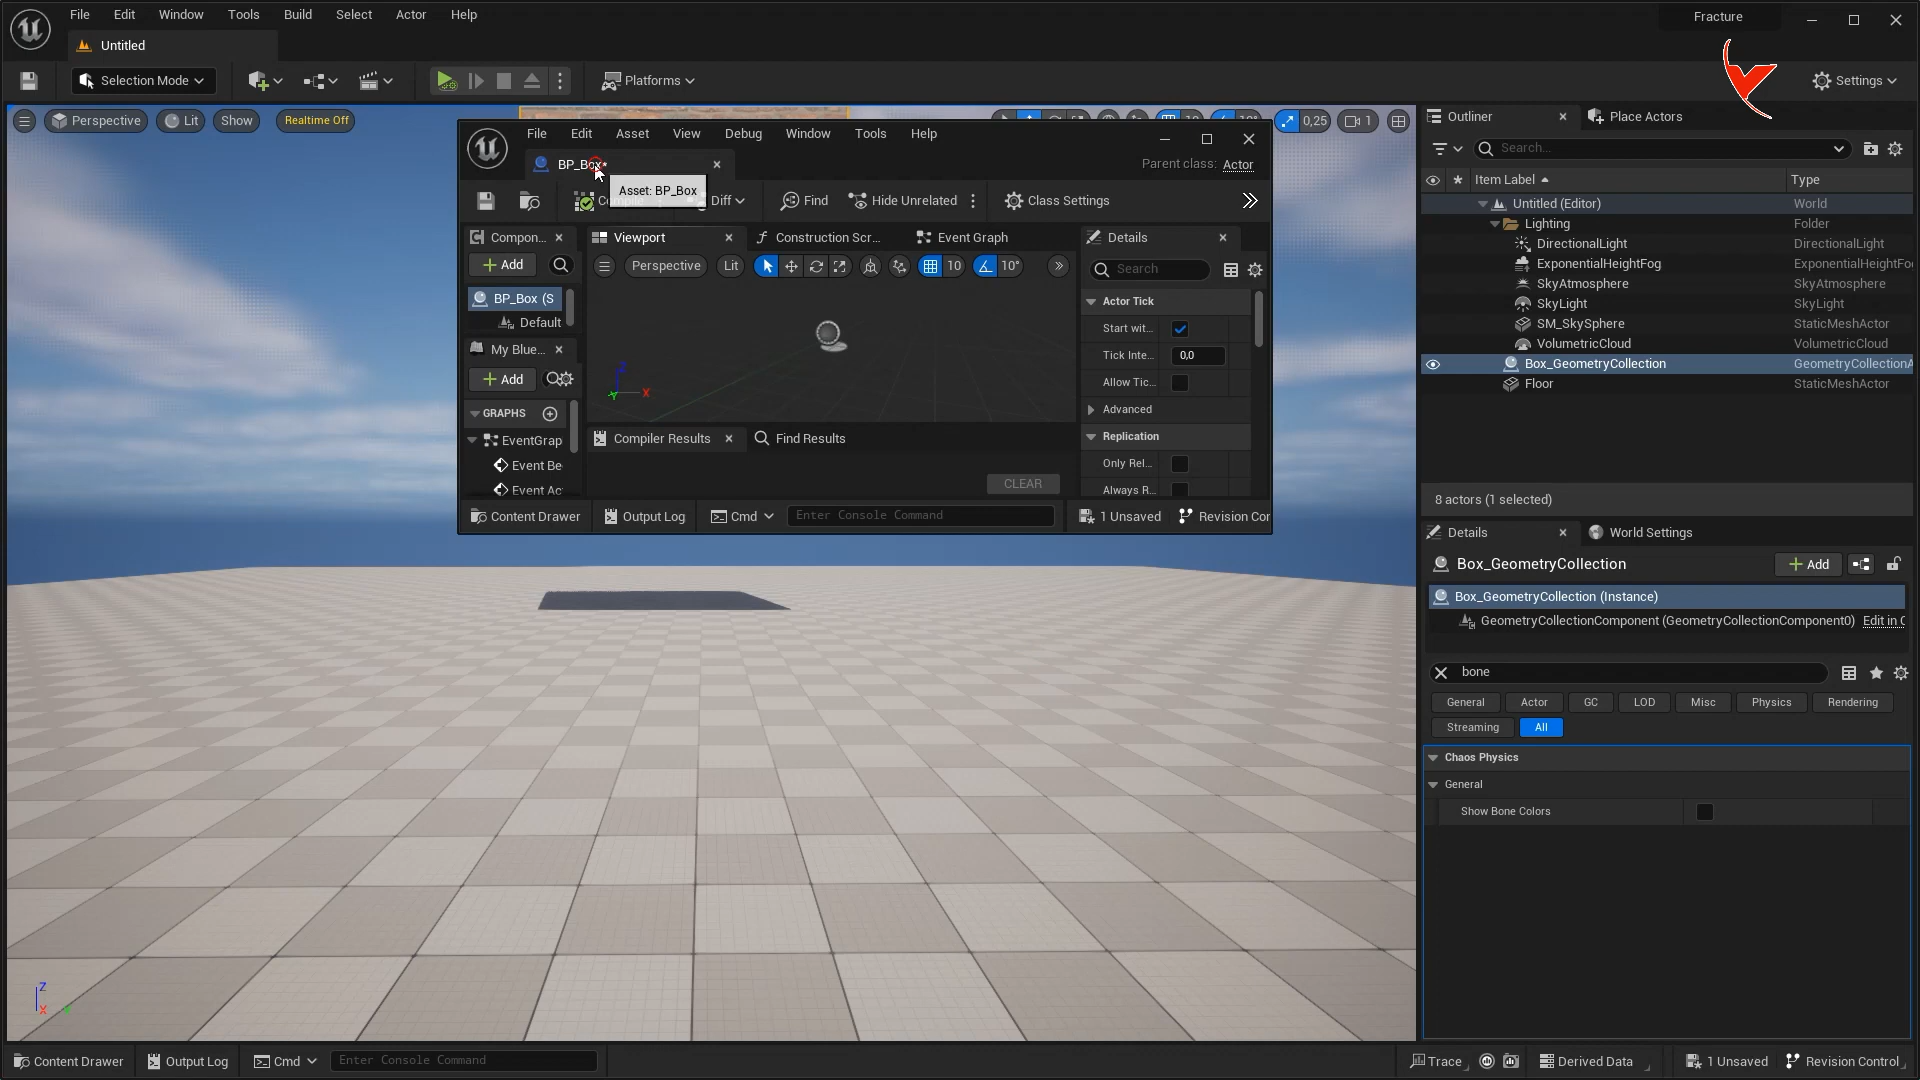 File Edit Window Tools Build Select Actor Help
Fracture
Untitled
Selection Mode
Platforms
Settings
Perspective Lit Show Realtime Off
0,25 1
File Edit Asset View Debug Window Tools Help
BP_Box•
Parent class: Actor
Asset: BP_Box
Diff Find Hide Unrelated Class Settings
Compon...
Add
BP_Box (S
Default
My Blue...
Add
GRAPHS
EventGrap
Event Be
Event Ac
Viewport Construction Scr... Event Graph
Perspective Lit 10 10°
Compiler Results Find Results
CLEAR
Details
Search
Actor Tick
Start wit...
Tick Inte... 0,0
Allow Tic...
Advanced
Replication
Only Rel...
Always R...
Content Drawer Output Log Cmd Enter Console Command 1 Unsaved Revision Cor
Outliner Place Actors
Search...
Item Label Type
Untitled (Editor) World
Lighting Folder
DirectionalLight DirectionalLight
ExponentialHeightFog ExponentialHeightFo
SkyAtmosphere SkyAtmosphere
SkyLight SkyLight
SM_SkySphere StaticMeshActor
VolumetricCloud VolumetricCloud
Box_GeometryCollection GeometryCollectionA
Floor StaticMeshActor
8 actors (1 selected)
Details World Settings
Box_GeometryCollection Add
Box_GeometryCollection (Instance)
GeometryCollectionComponent (GeometryCollectionComponent0) Edit in C
bone
General Actor GC LOD Misc Physics Rendering
Streaming All
Chaos Physics
General
Show Bone Colors
Z
X
Content Drawer Output Log Cmd Enter Console Command Trace Derived Data 1 Unsaved Revision Control